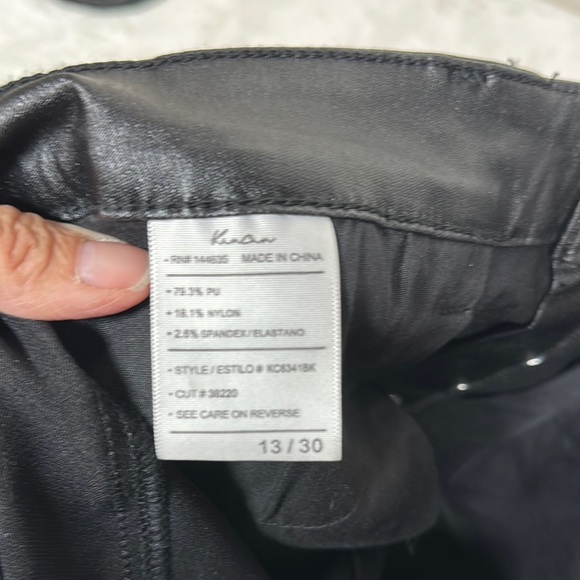 KanCan
• RN# 144635 MADE IN CHINA
• 79.3% PU
• 18.1% NYLON
• 2.6% SPANDEX / ELASTANO
• STYLE / ESTILO # KC6341BK
• CUT # 38220
• SEE CARE ON REVERSE
13 / 30